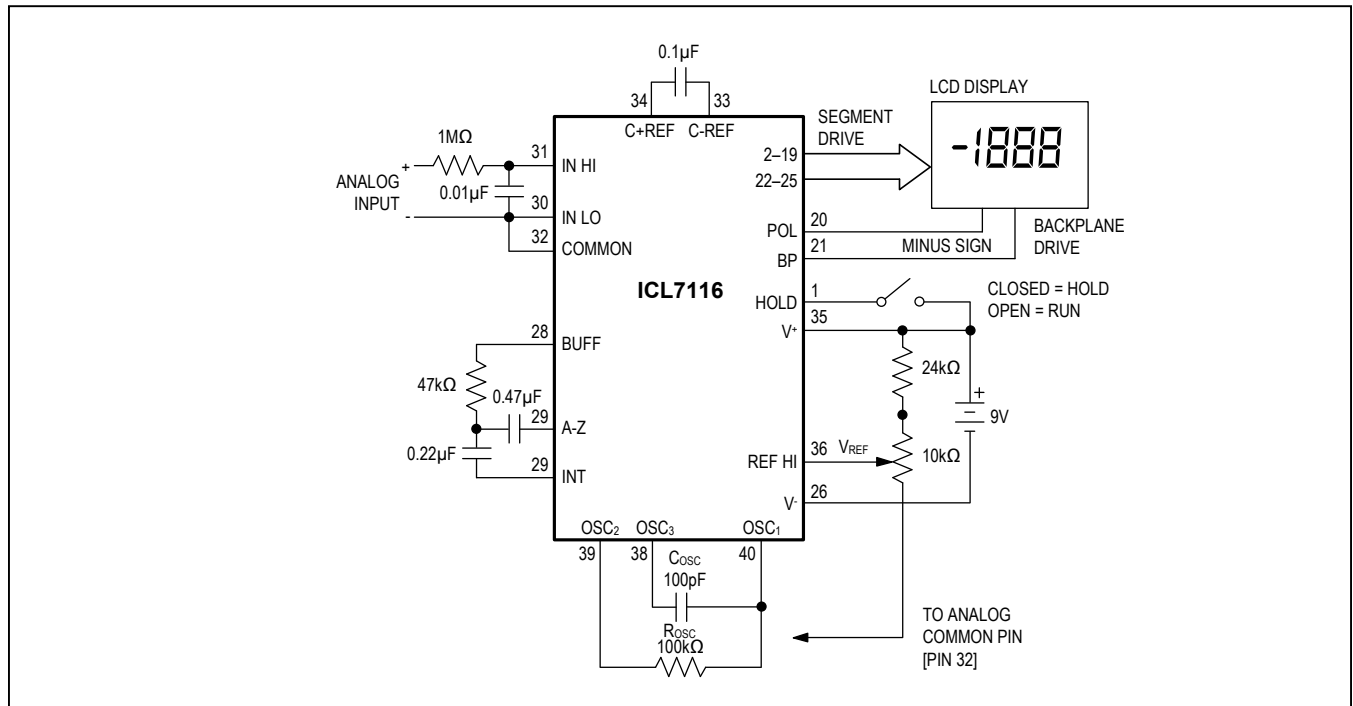 0.1µF
34
33
C+REF
C-REF
LCD DISPLAY
-1888
SEGMENT
DRIVE
2–19
22–25
1MΩ
31
IN HI
+
ANALOG
INPUT
-
0.01µF
30
IN LO
32
COMMON
POL
20
MINUS SIGN
BACKPLANE
DRIVE
BP
21
ICL7116
HOLD
1
CLOSED = HOLD
OPEN = RUN
V+
35
24kΩ
+
9V
28
BUFF
47kΩ
0.47µF
29
A-Z
0.22µF
29
INT
REF HI
36
VREF
10kΩ
V-
26
OSC2
OSC3
OSC1
39
38
40
COSC
100pF
ROSC
100kΩ
TO ANALOG
COMMON PIN
[PIN 32]